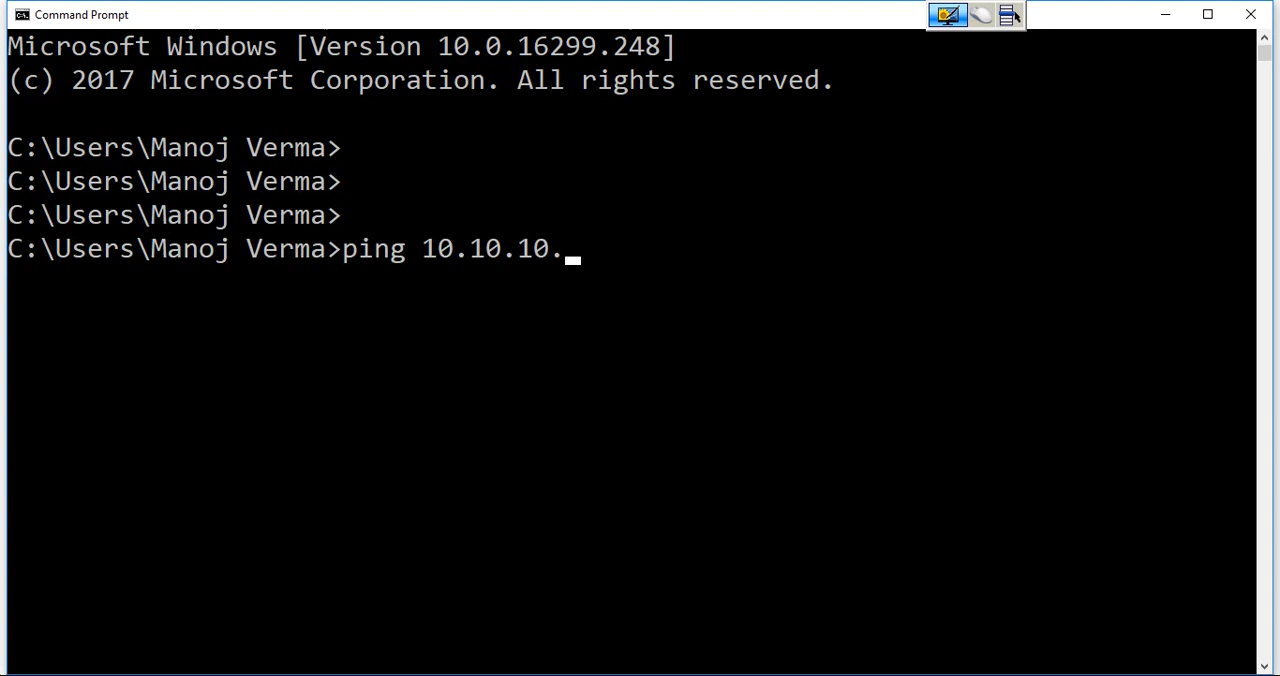 Command Prompt
Microsoft Windows [Version 10.0.16299.248]
(c) 2017 Microsoft Corporation. All rights reserved.
C:\Users\Manoj Verma>
C:\Users\Manoj Verma>
C:\Users\Manoj Verma>
C:\Users\Manoj Verma>ping 10.10.10._